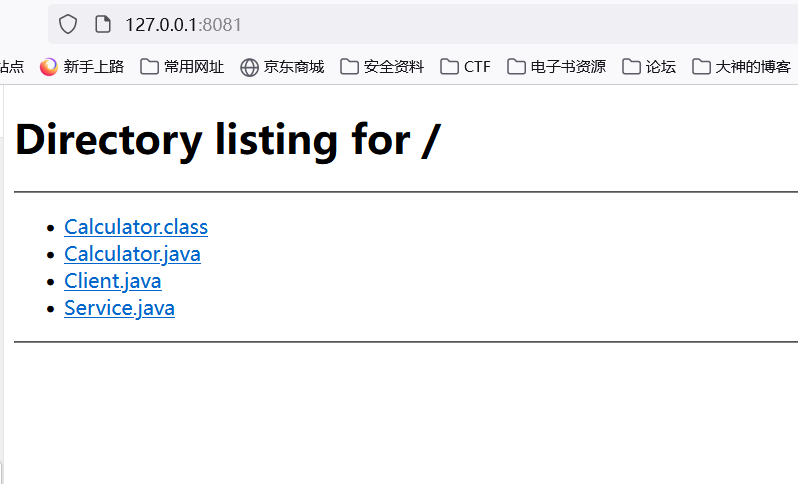 127.0.0.1:8081
站点 新手上路 常用网址 京东商城 安全资料 CTF 电子书资源 论坛 大神的博客
Directory listing for /
Calculator.class
Calculator.java
Client.java
Service.java